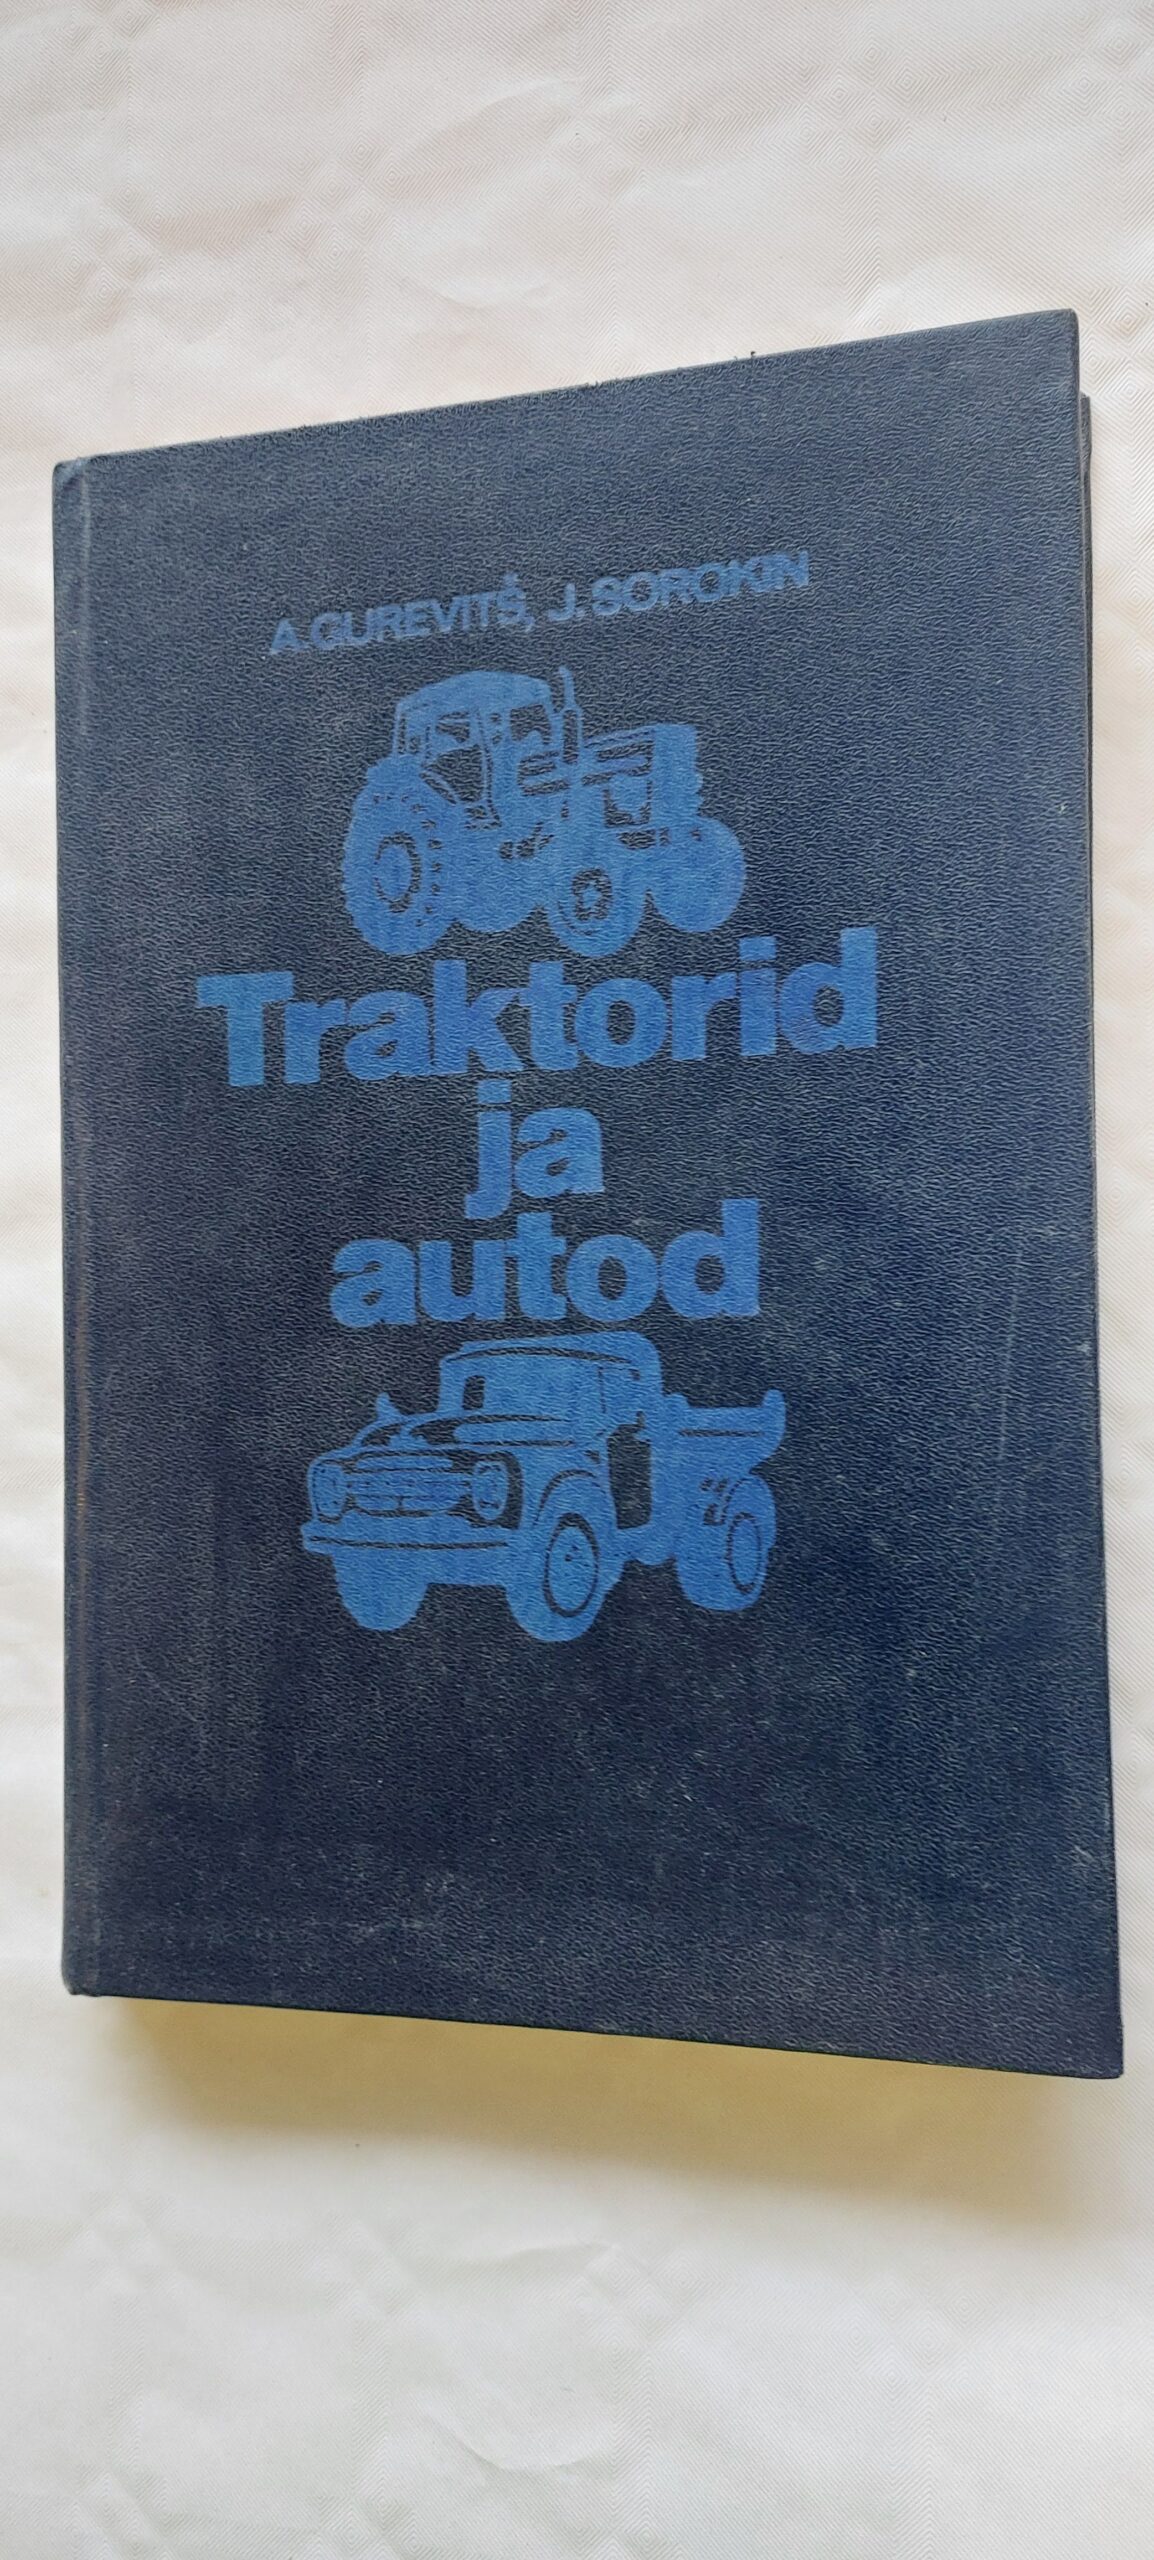 A. GUREVITŠ, J. SOROKIN
Traktorid
ja
autod